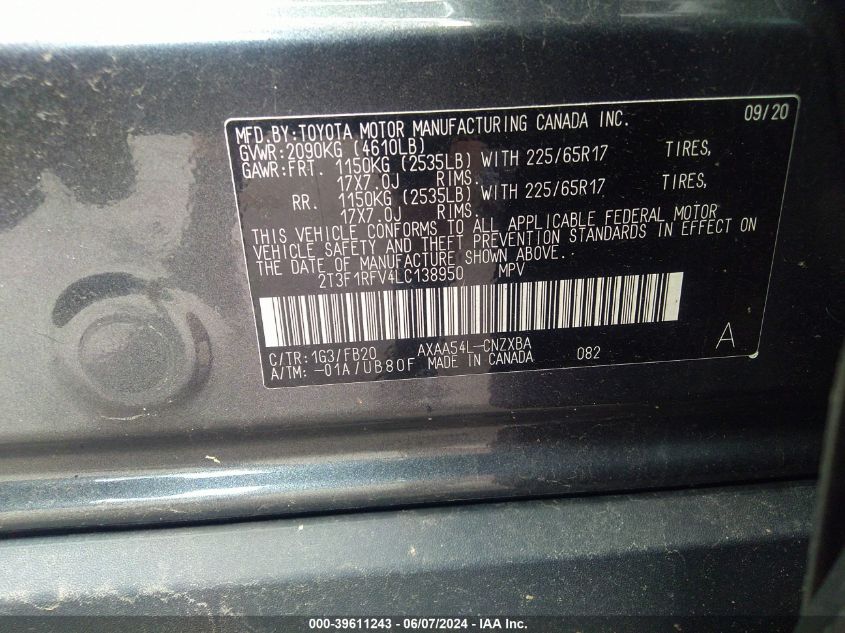 09/20
MFD.BY:TOYOTA MOTOR MANUFACTURING CANADA INC.
GVWR:2090KG (4610LB)
GAWR:FRT. 1150KG (2535LB) WITH 225/65R17 TIRES,
17X7.0J RIMS.
RR. 1150KG (2535LB) WITH 225/65R17 TIRES,
17X7.0J RIMS.
THIS VEHICLE CONFORMS TO ALL APPLICABLE FEDERAL MOTOR
VEHICLE SAFETY AND THEFT PREVENTION STANDARDS IN EFFECT ON
THE DATE OF MANUFACTURE SHOWN ABOVE.
2T3F1RFV4LC138950 MPV
C/TR:1G3/FB20 AXAA54L-CNZXBA A
A/TM: -01A/UB80F MADE IN CANADA 082
000-39611243 - 06/07/2024 - IAA Inc.